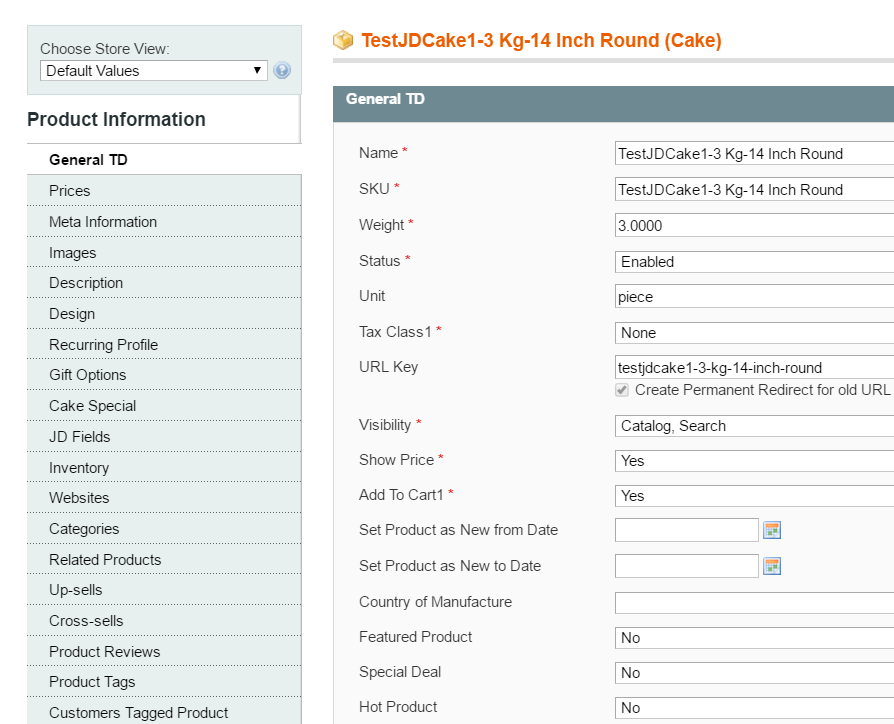 Choose Store View:
Default Values
Product Information
General TD
Prices
Meta Information
Images
Description
Design
Recurring Profile
Gift Options
Cake Special
JD Fields
Inventory
Websites
Categories
Related Products
Up-sells
Cross-sells
Product Reviews
Product Tags
Customers Tagged Product
TestJDCake1-3 Kg-14 Inch Round (Cake)
General TD
Name * TestJDCake1-3 Kg-14 Inch Round
SKU * TestJDCake1-3 Kg-14 Inch Round
Weight * 3.0000
Status * Enabled
Unit piece
Tax Class1 * None
URL Key testjdcake1-3-kg-14-inch-round
Create Permanent Redirect for old URL
Visibility * Catalog, Search
Show Price * Yes
Add To Cart1 * Yes
Set Product as New from Date
Set Product as New to Date
Country of Manufacture
Featured Product No
Special Deal No
Hot Product No